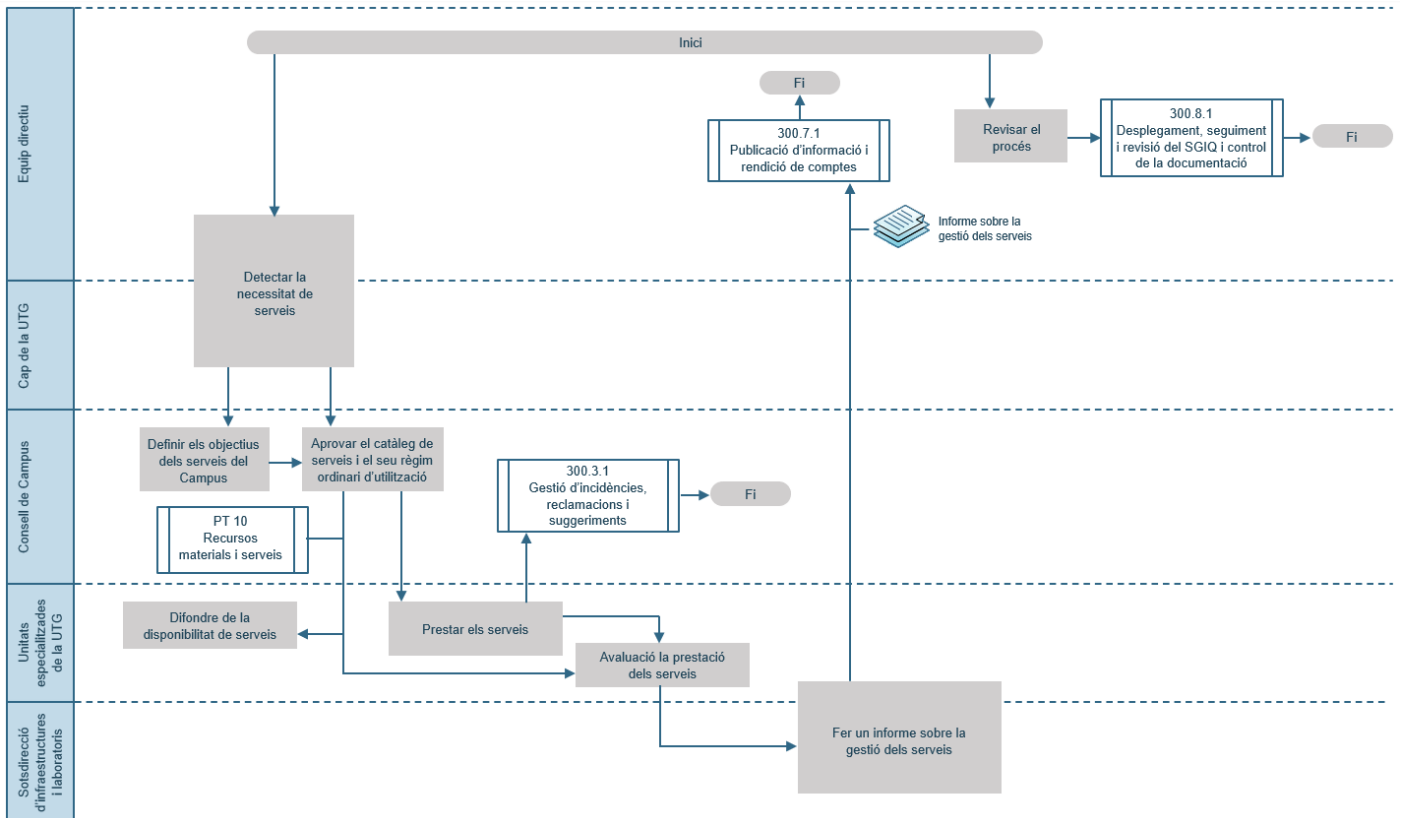 Equip directiu
Inici
Fi
300.7.1
Publicació d'informació i
rendició de comptes
Revisar el
procés
300.8.1
Desplegament, seguiment
i revisió del SGIQ i control
de la documentació
Fi
Informe sobre la
gestió dels serveis
Detectar la
necessitat de
serveis
Cap de la UTG
Consell de Campus
Definir els objectius
dels serveis del
Campus
Aprovar el catàleg de
serveis i el seu règim
ordinari d'utilització
300.3.1
Gestió d'incidències,
reclamacions i
suggeriments
Fi
PT 10
Recursos
materials i serveis
Unitats
especialitzades
de la UTG
Difondre de la
disponibilitat de serveis
Prestar els serveis
Avaluació la prestació
dels serveis
Sotsdirecció
d'infraestructures
i laboratoris
Fer un informe sobre la
gestió dels serveis